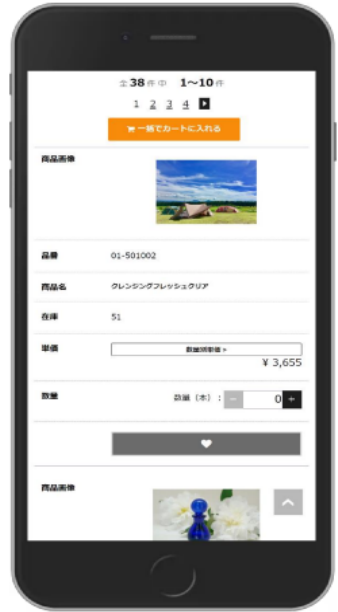 全38件中 1～10件
1 2 3 4
一括でカートに入れる
商品画像
品番 01-501002
商品名 クレンジングフレッシュクリア
在庫 51
単価 数量別単価 >
¥ 3,655
数量 数量 (本) : − 0 +
商品画像